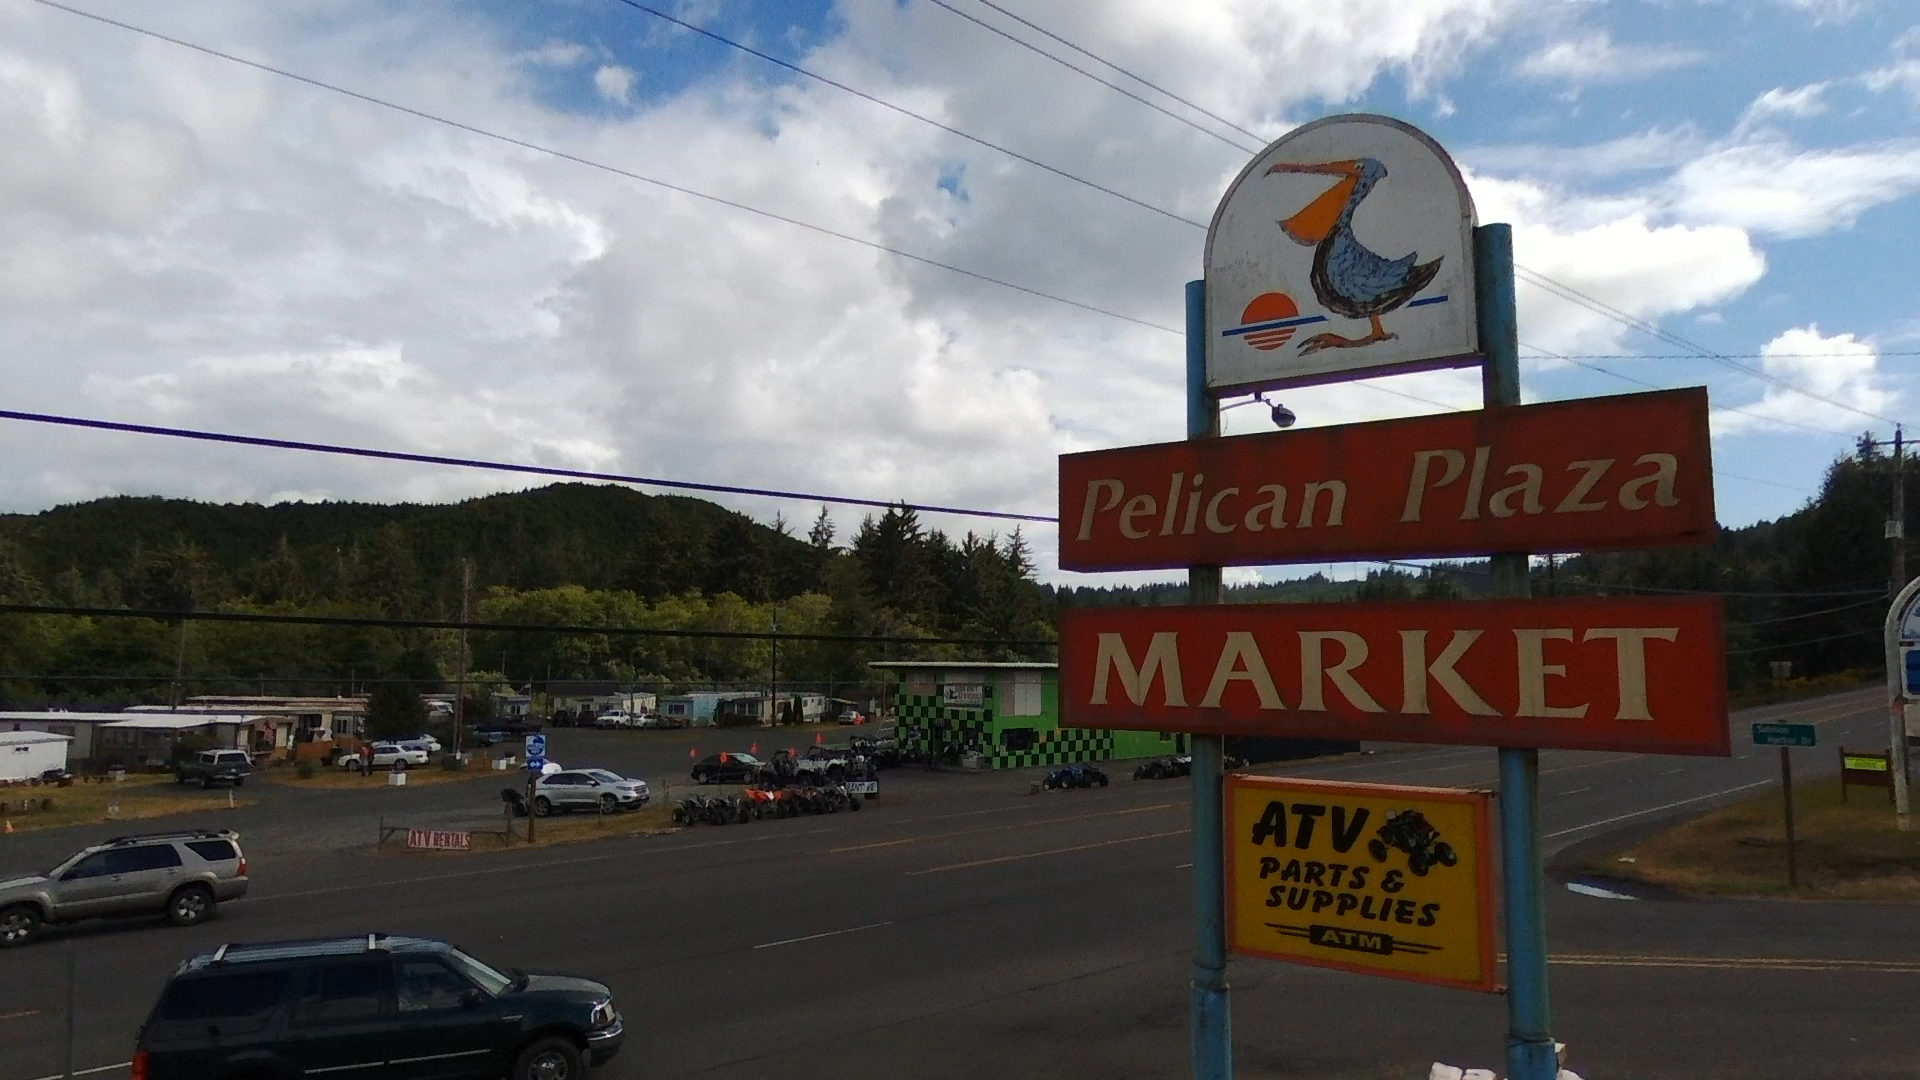 Pelican Plaza
MARKET
ATV
PARTS &
SUPPLIES
ATM
ATV RENTALS